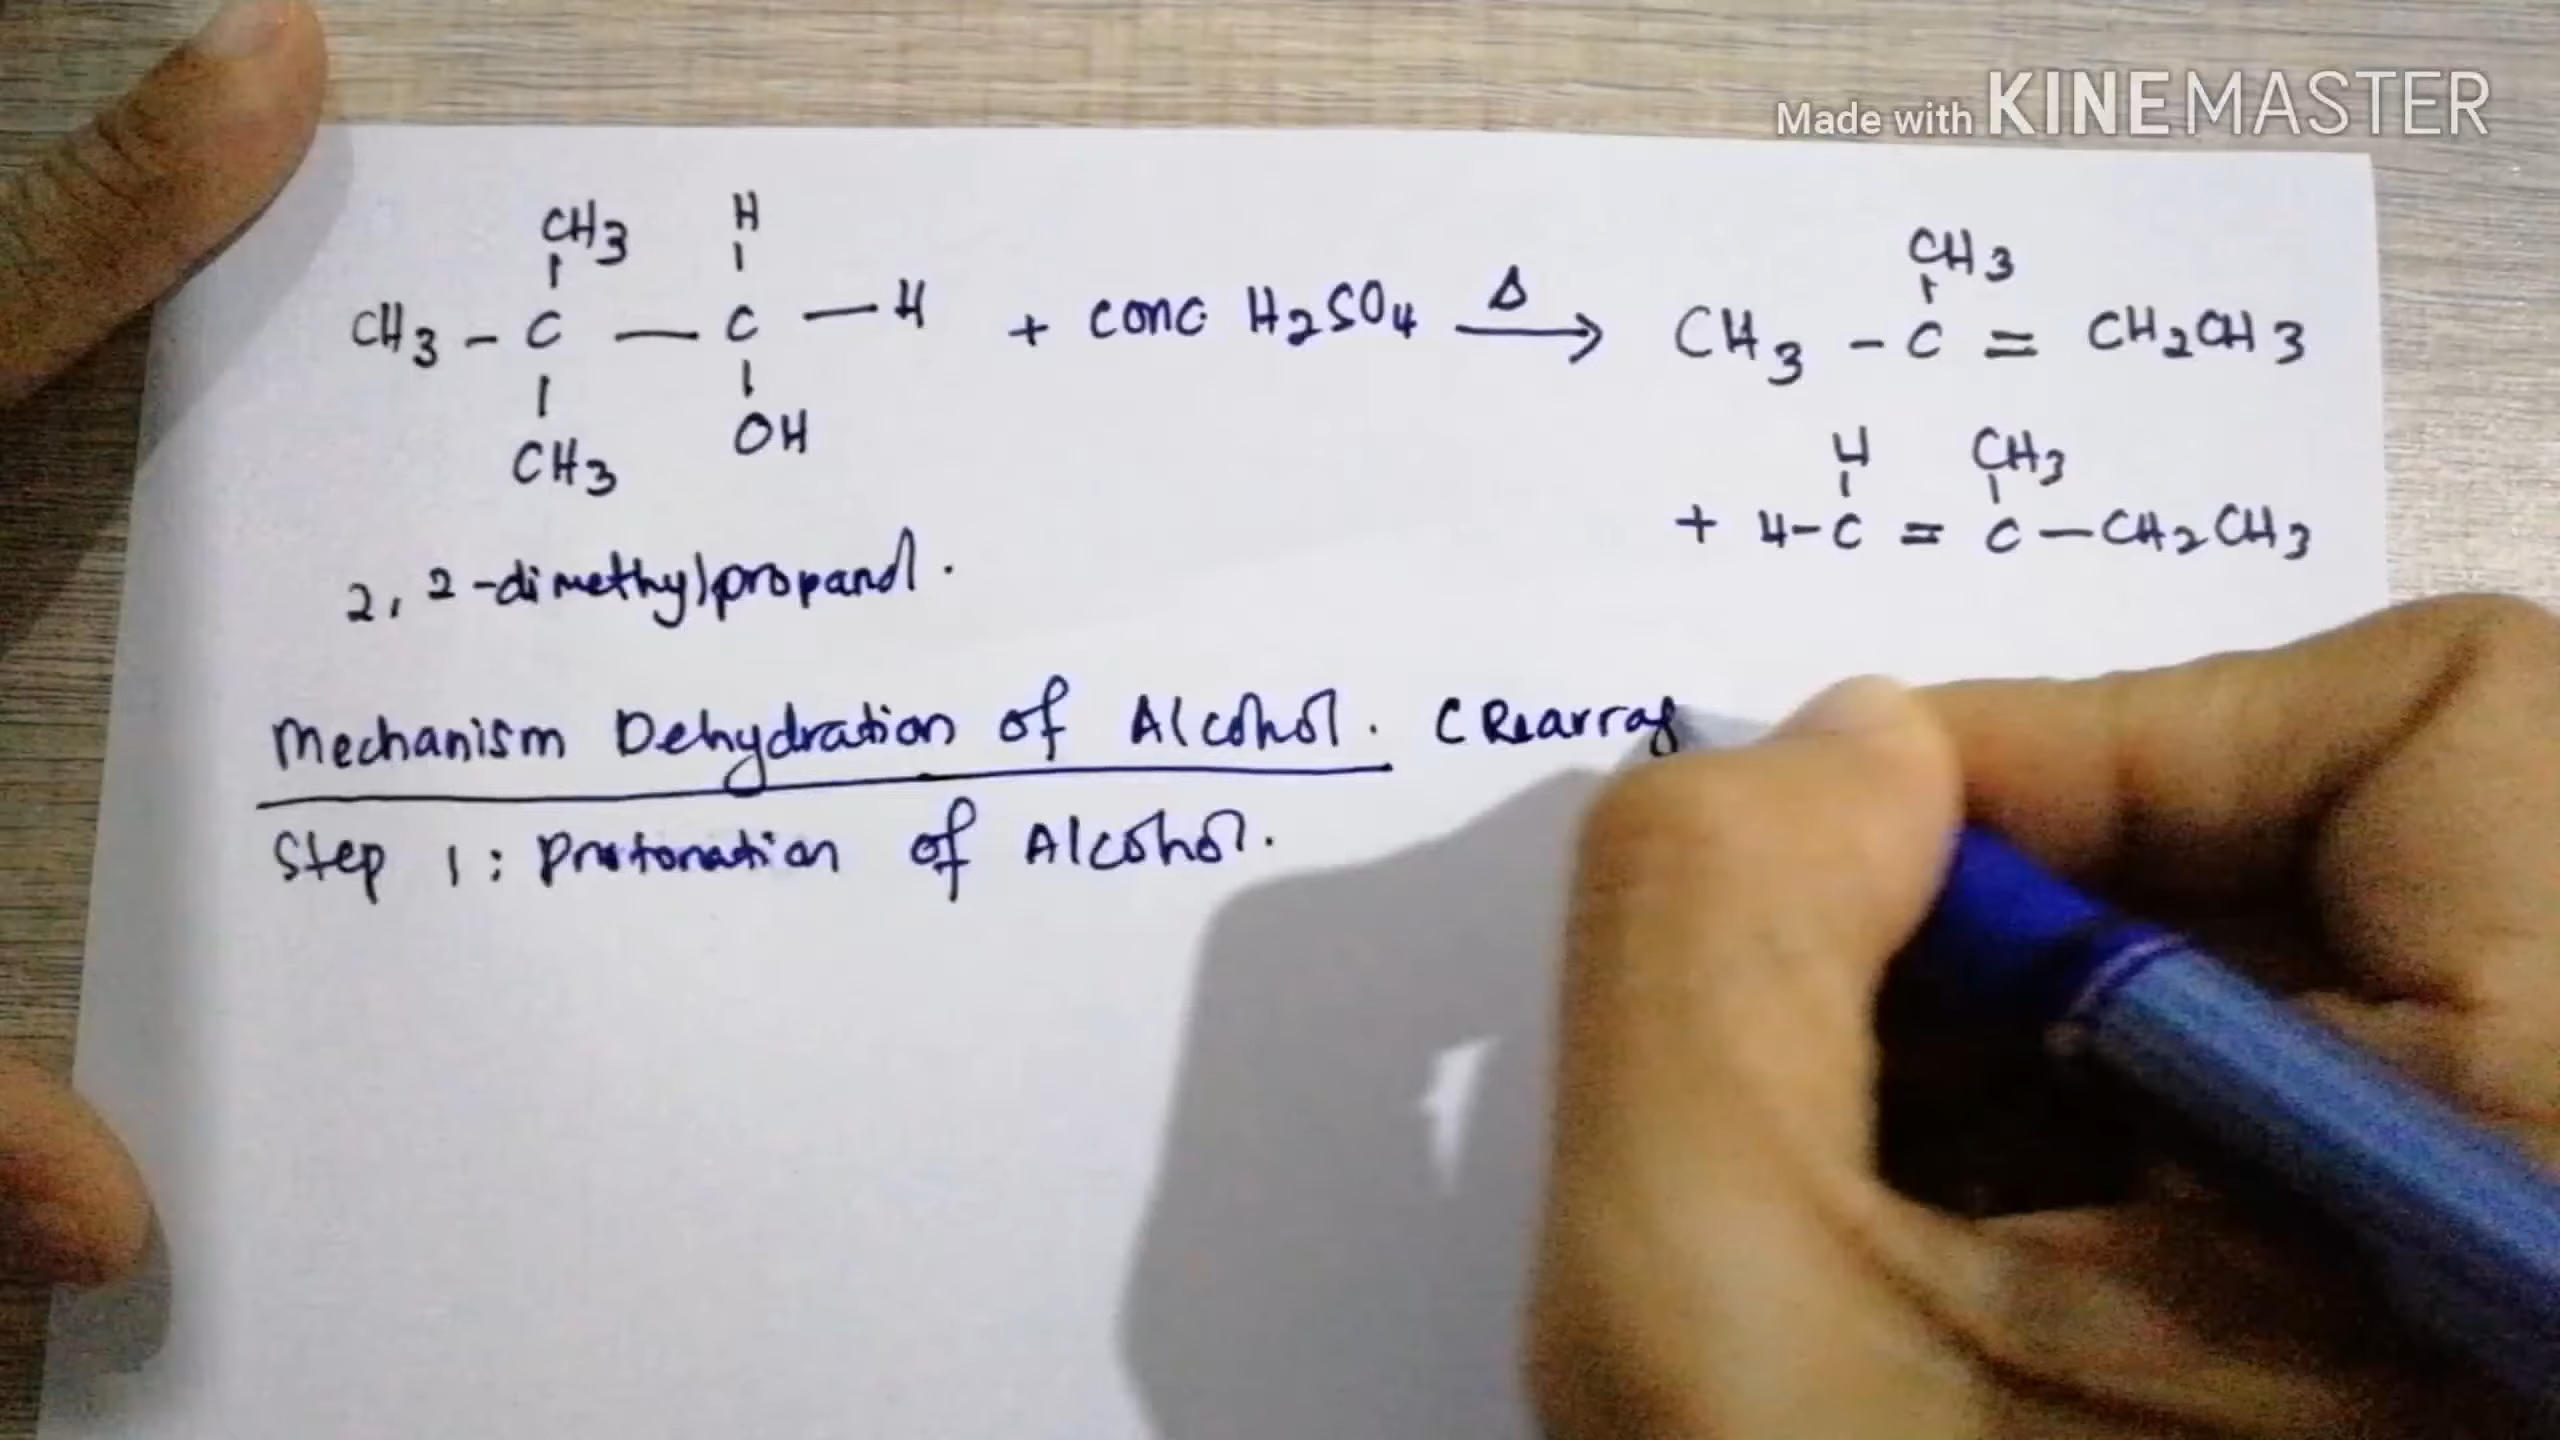 Made with KINEMASTER
CH3 H
CH3 - C — C — H + conc H2SO4 Δ → CH3 - C = CH2CH3
CH3
CH3 OH
H CH3
+ H-C = C — CH2CH3
2, 2-dimethylpropanol.
Mechanism Dehydration of Alcohol. (Rearrag
Step 1: Protonation of Alcohol.